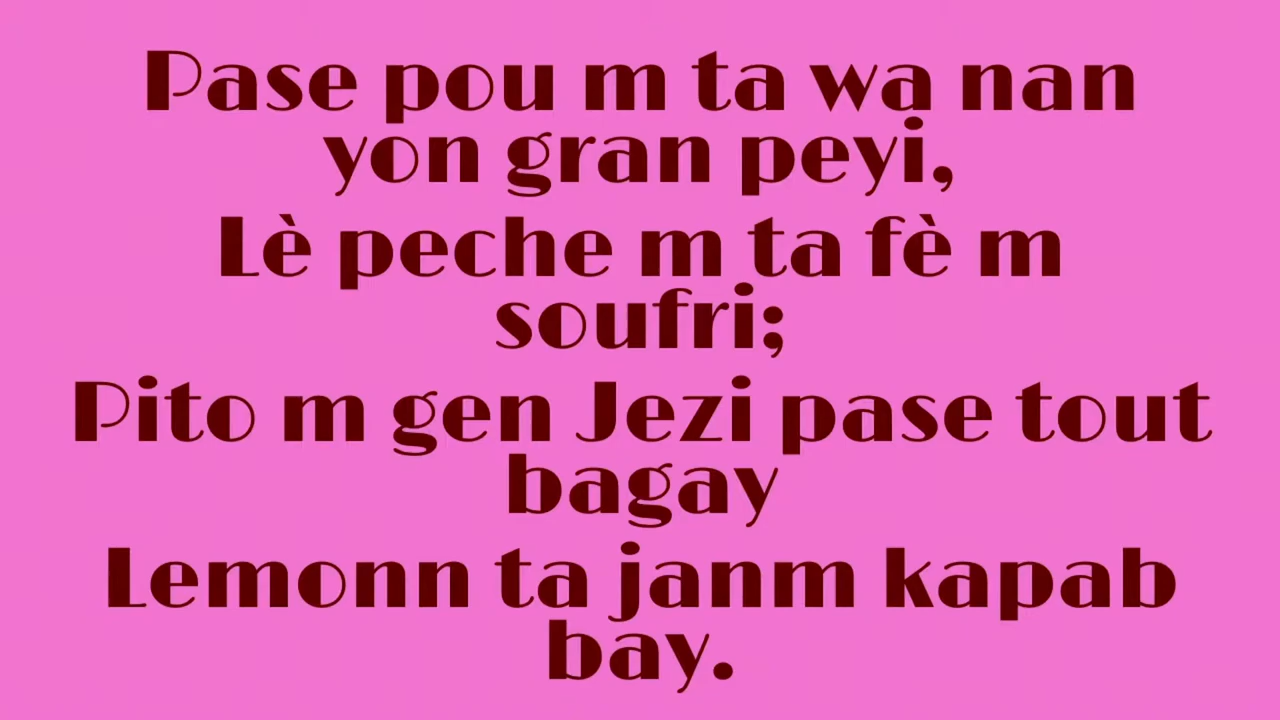 Pase pou m ta wa nan
yon gran peyi,
Lè peche m ta fè m
soufri;
Pito m gen Jezi pase tout
bagay
Lemonn ta janm kapab
bay.